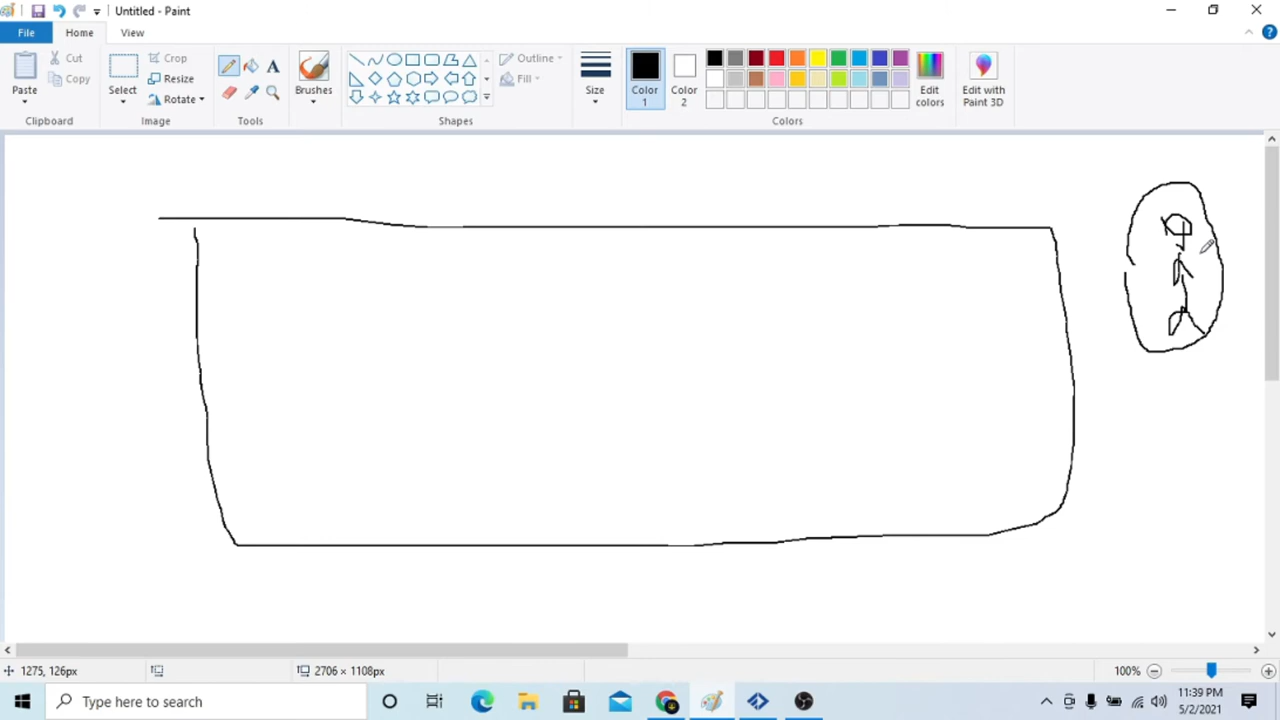 Untitled - Paint
File
Home
View
Paste
Cut
Copy
Clipboard
Select
Crop
Resize
Rotate
Image
Tools
Brushes
Shapes
Outline
Fill
Size
Color 1
Color 2
Edit colors
Colors
Edit with Paint 3D
1275, 126px
2706 × 1108px
100%
Type here to search
11:39 PM
5/2/2021